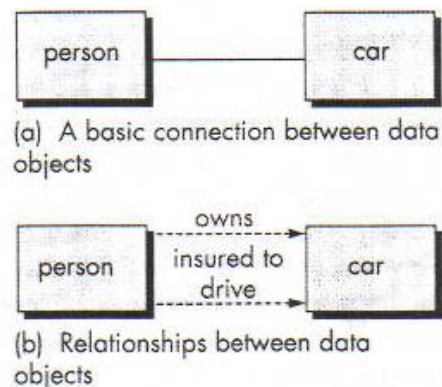 person car
(a) A basic connection between data
objects
owns
person insured to car
drive
(b) Relationships between data
objects